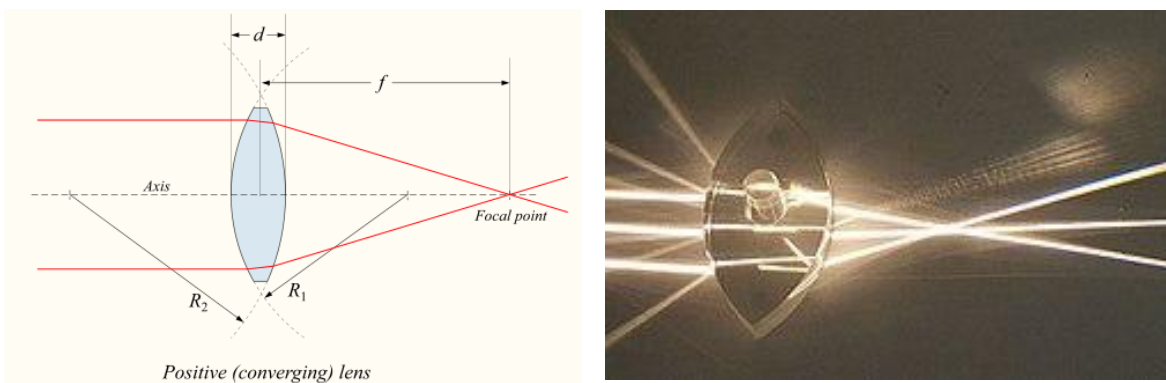 d
f
Axis
Focal point
R2
R1
Positive (converging) lens